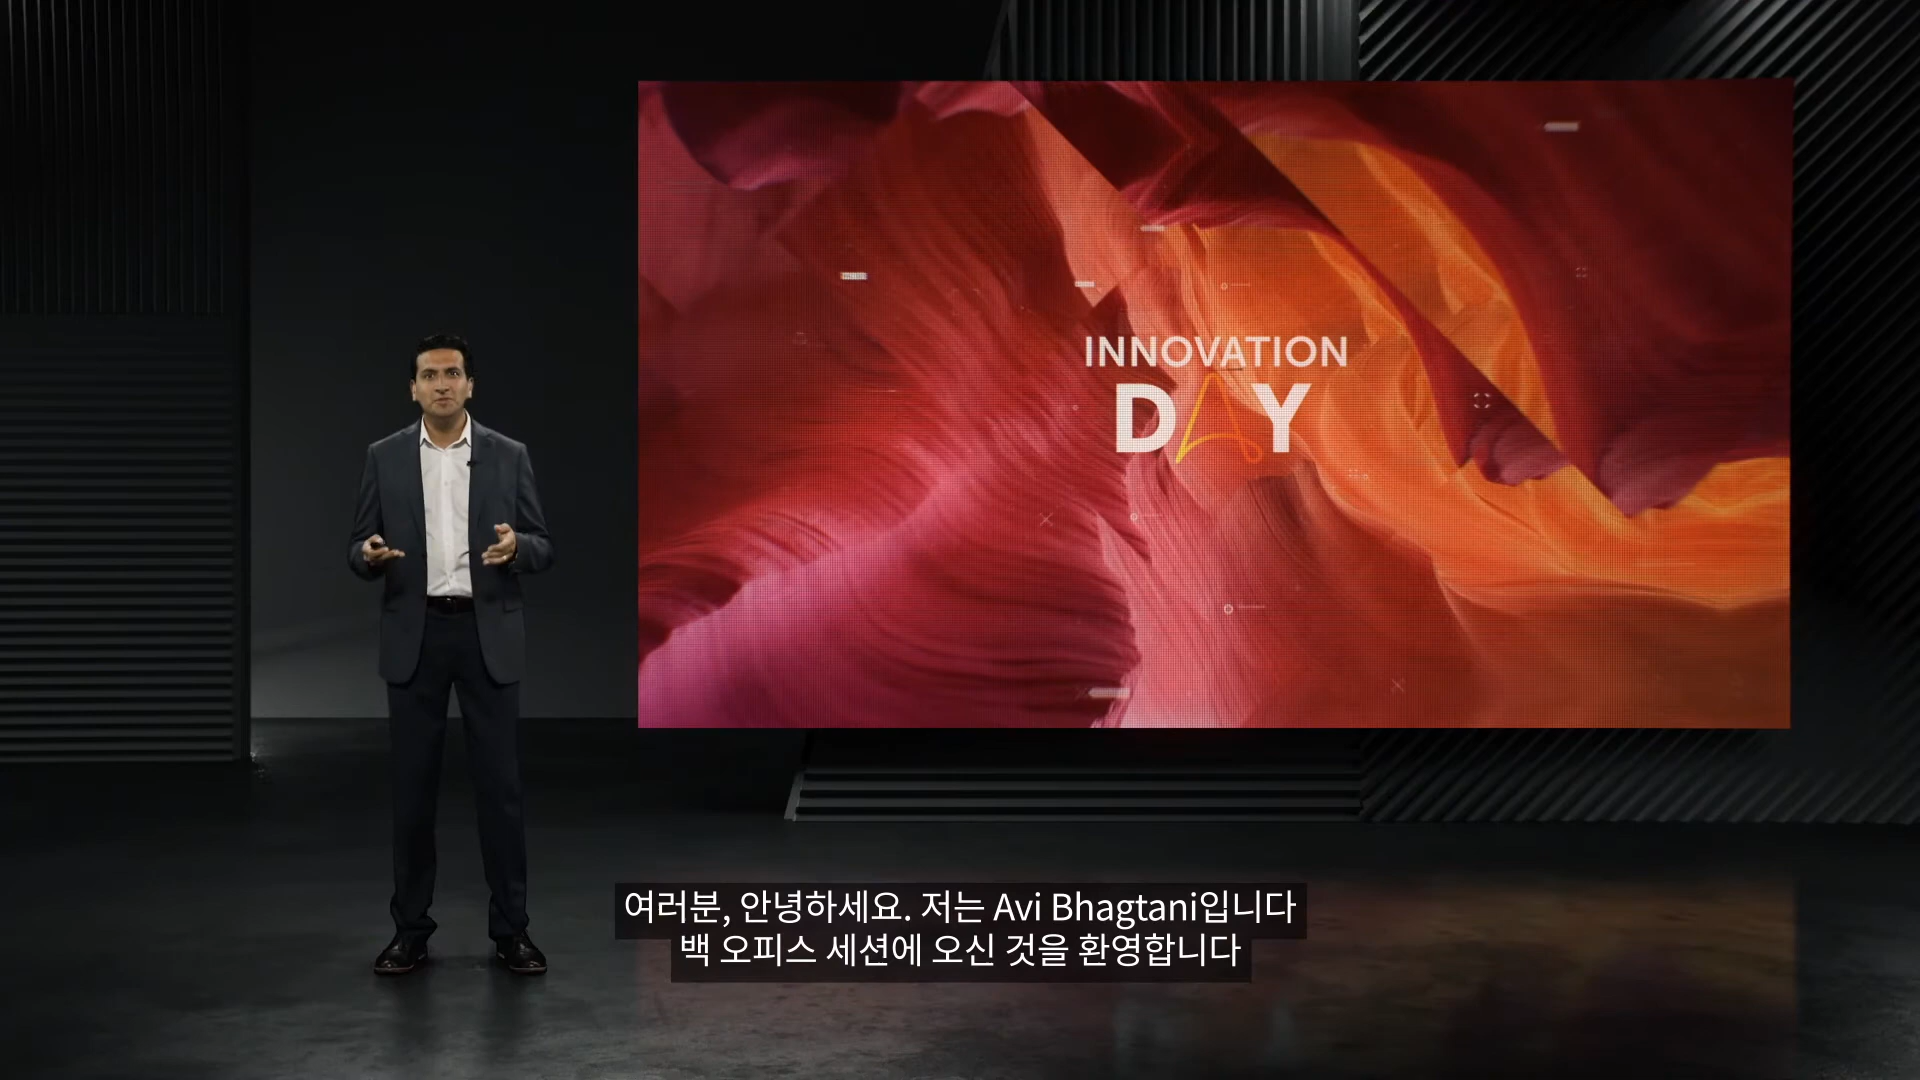 INNOVATION
DAY
여러분, 안녕하세요. 저는 Avi Bhagtani입니다
백 오피스 세션에 오신 것을 환영합니다